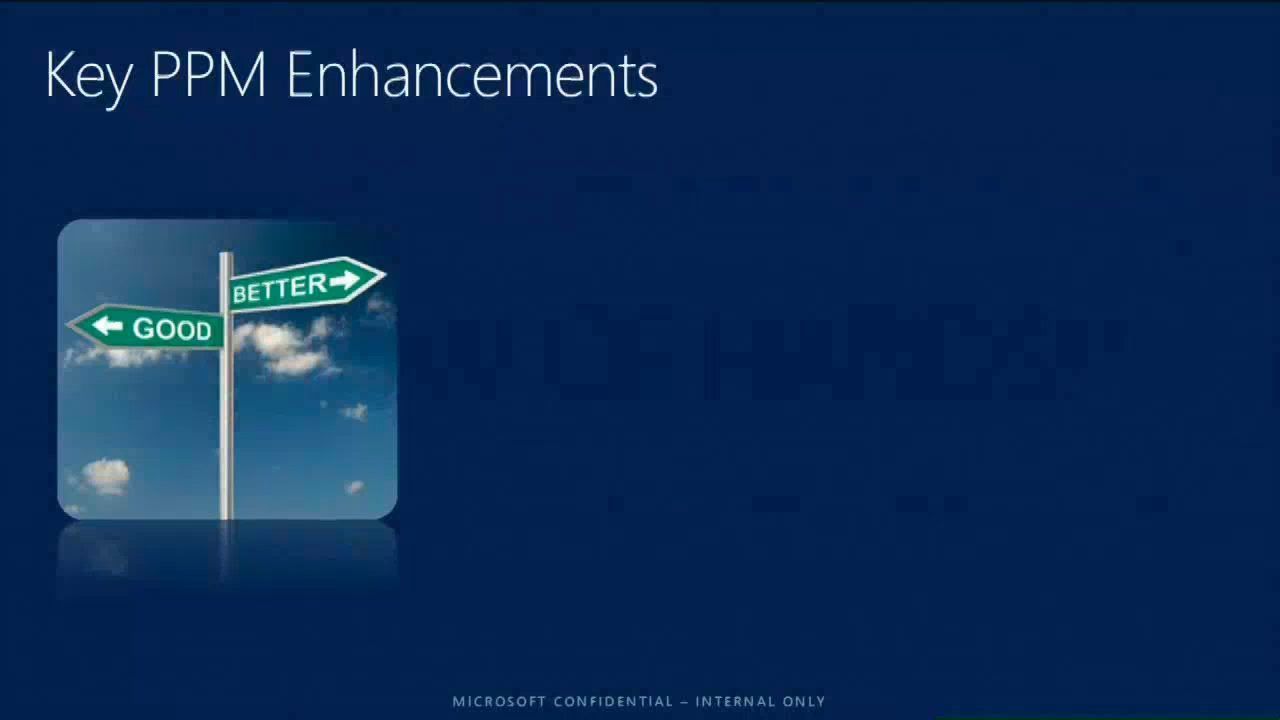 Key PPM Enhancements
BETTER
GOOD
MICROSOFT CONFIDENTIAL – INTERNAL ONLY